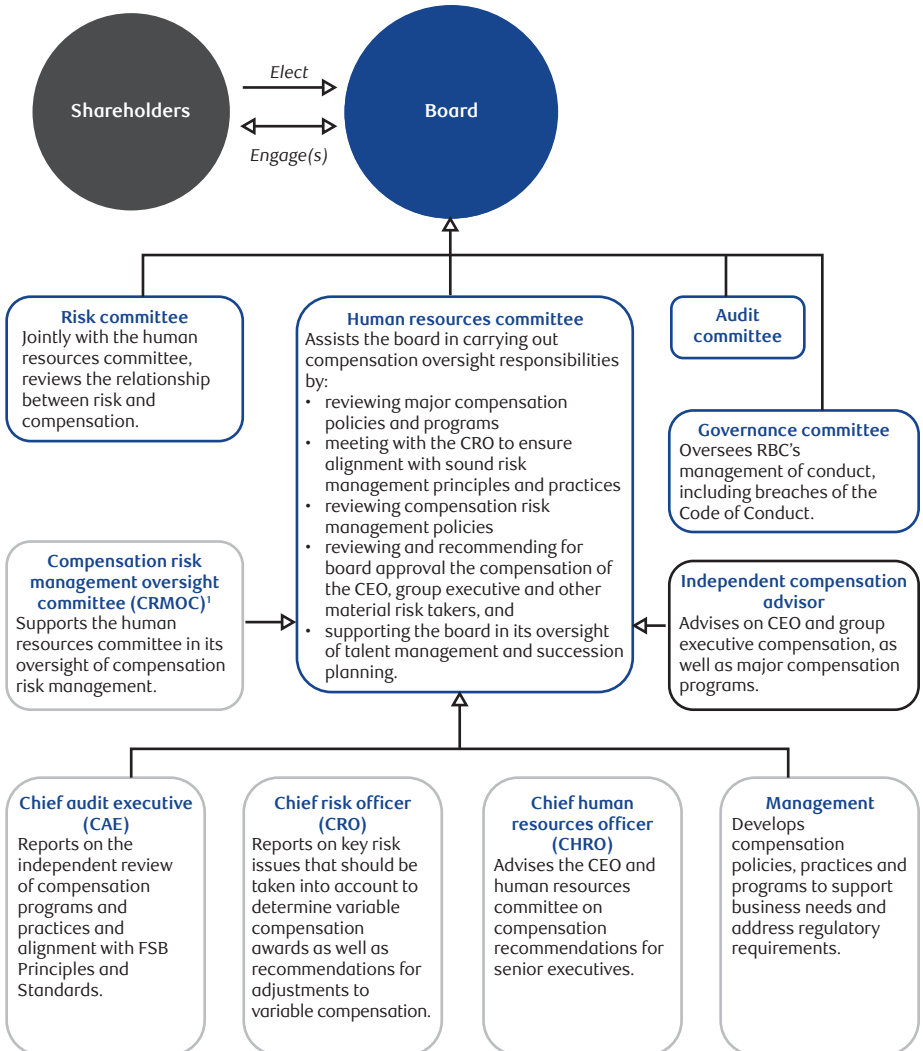 Elect
Shareholders
Board
Engage(s)
Risk committee
Jointly with the human
resources committee,
reviews the relationship
between risk and
compensation.
Human resources committee
Assists the board in carrying out
compensation oversight responsibilities
by:
• reviewing major compensation
policies and programs
• meeting with the CRO to ensure
alignment with sound risk
management principles and practices
• reviewing compensation risk
management policies
• reviewing and recommending for
board approval the compensation of
the CEO, group executive and other
material risk takers, and
• supporting the board in its oversight
of talent management and succession
planning.
Audit
committee
Governance committee
Oversees RBC’s
management of conduct,
including breaches of the
Code of Conduct.
Compensation risk
management oversight
committee (CRMOC)¹
Supports the human
resources committee in its
oversight of compensation
risk management.
Independent compensation
advisor
Advises on CEO and group
executive compensation, as
well as major compensation
programs.
Chief audit executive
(CAE)
Reports on the
independent review
of compensation
programs and
practices and
alignment with FSB
Principles and
Standards.
Chief risk officer
(CRO)
Reports on key risk
issues that should be
taken into account to
determine variable
compensation
awards as well as
recommendations for
adjustments to
variable compensation.
Chief human
resources officer
(CHRO)
Advises the CEO and
human resources
committee on
compensation
recommendations for
senior executives.
Management
Develops
compensation
policies, practices and
programs to support
business needs and
address regulatory
requirements.